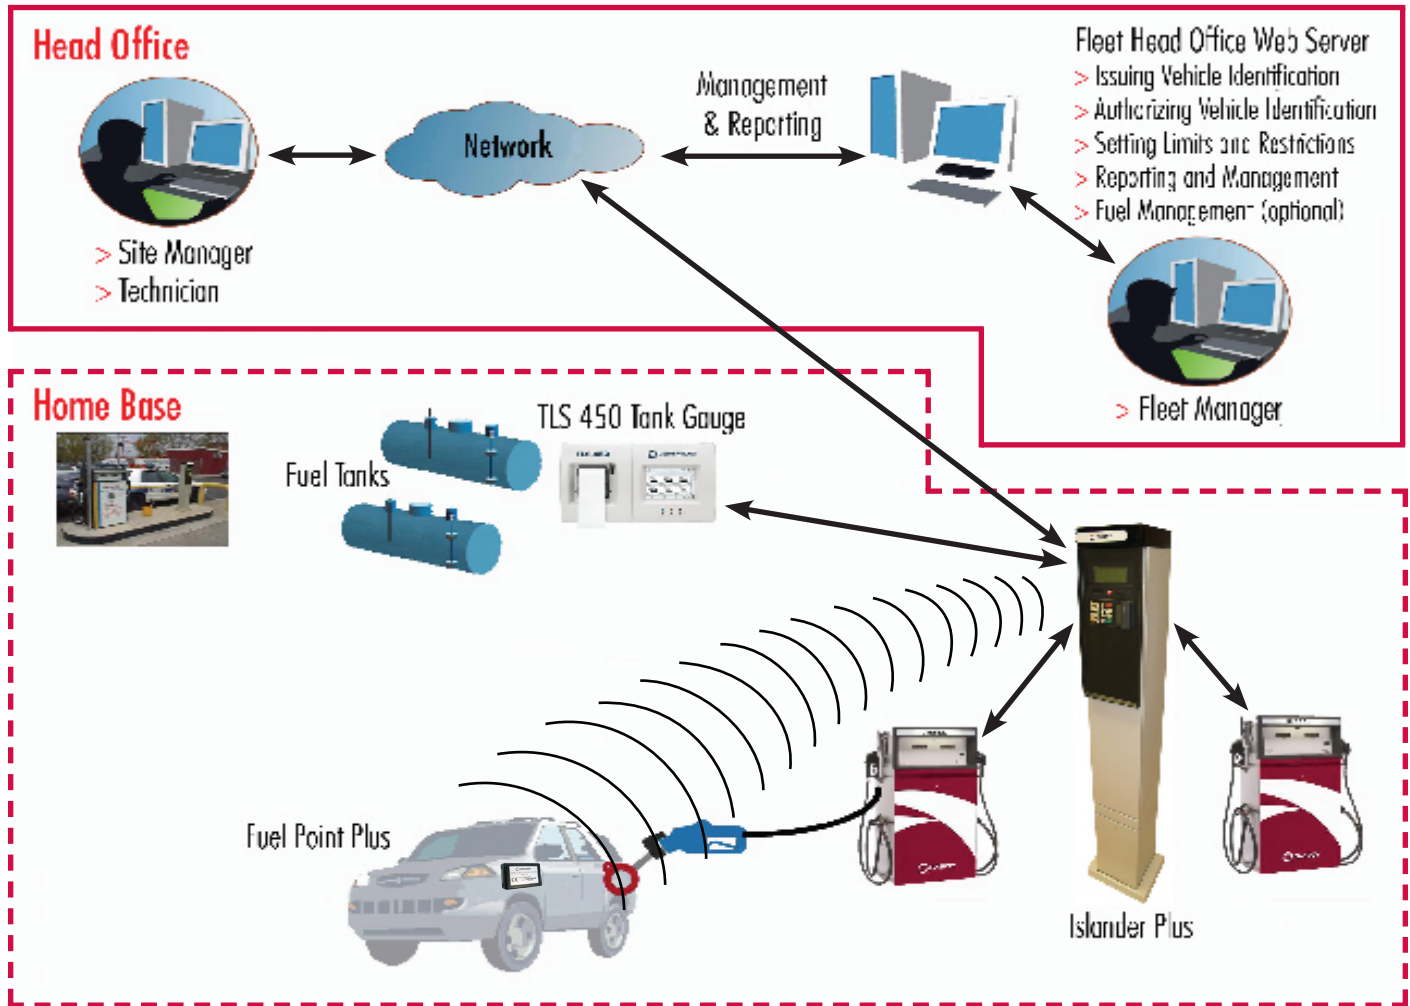 Head Office
> Site Manager
> Technician
Network
Management
& Reporting
Fleet Head Office Web Server
> Issuing Vehicle Identification
> Authorizing Vehicle Identification
> Setting Limits and Restrictions
> Reporting and Management
> Fuel Management (optional)
> Fleet Manager
Home Base
Fuel Tanks
TLS 450 Tank Gauge
Fuel Point Plus
Islander Plus